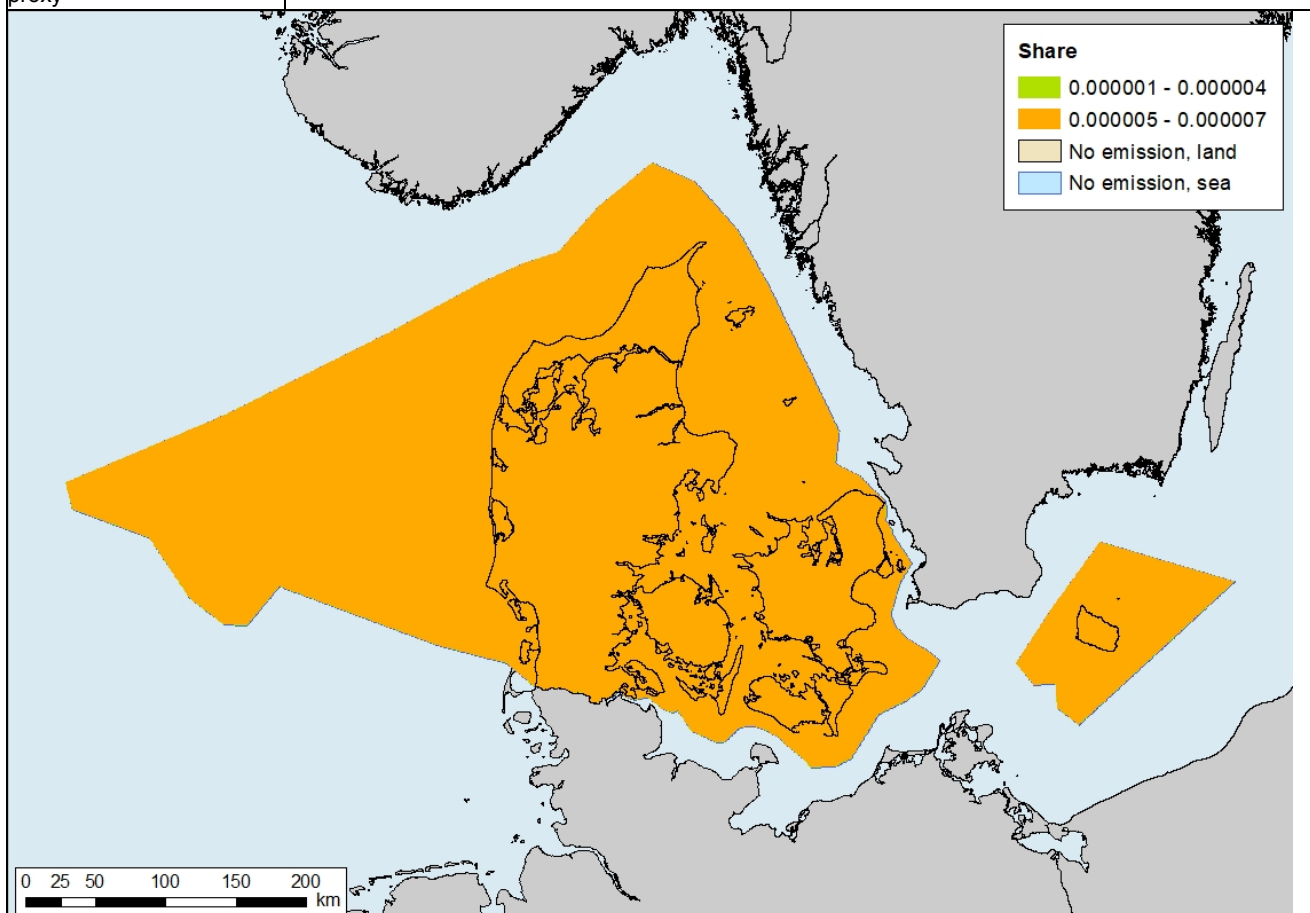 proxy
Share
0.000001 - 0.000004
0.000005 - 0.000007
No emission, land
No emission, sea
0 25 50 100 150 200
km